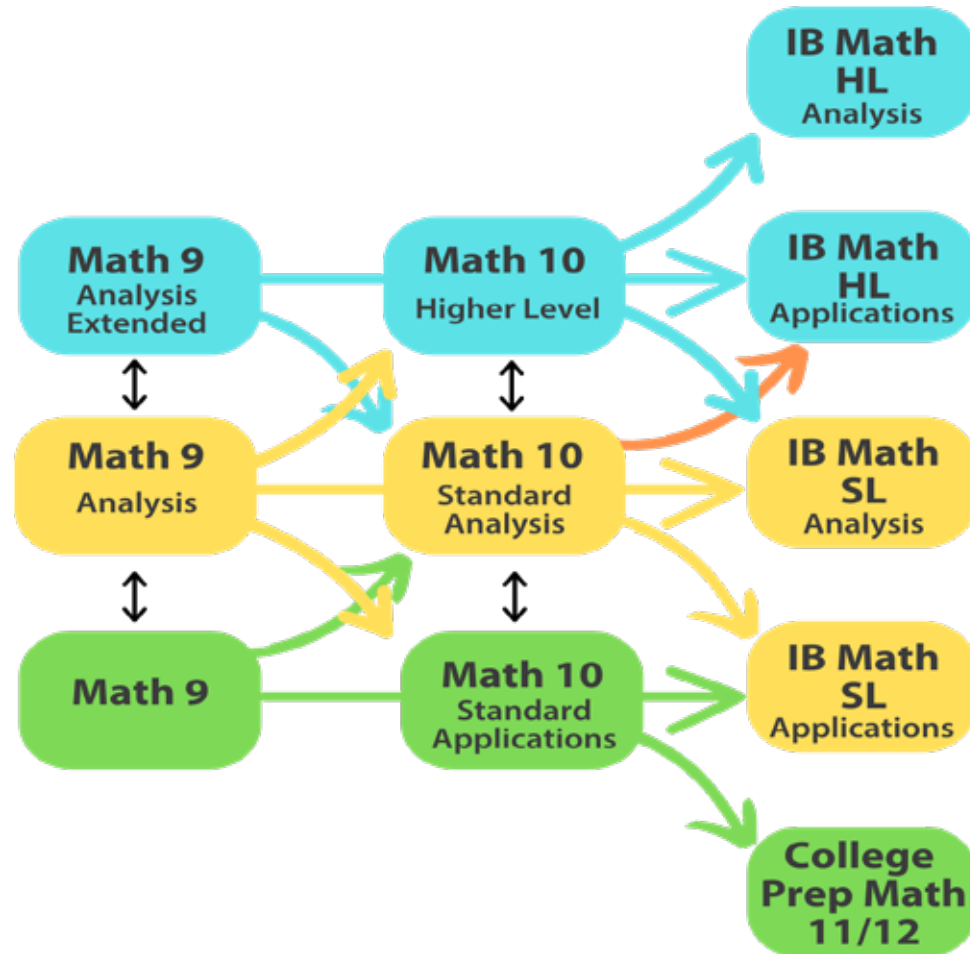 IB Math
HL
Analysis
Math 9
Analysis
Extended
Math 10
Higher Level
IB Math
HL
Applications
Math 9
Analysis
Math 10
Standard
Analysis
IB Math
SL
Analysis
Math 9
Math 10
Standard
Applications
IB Math
SL
Applications
College
Prep Math
11/12